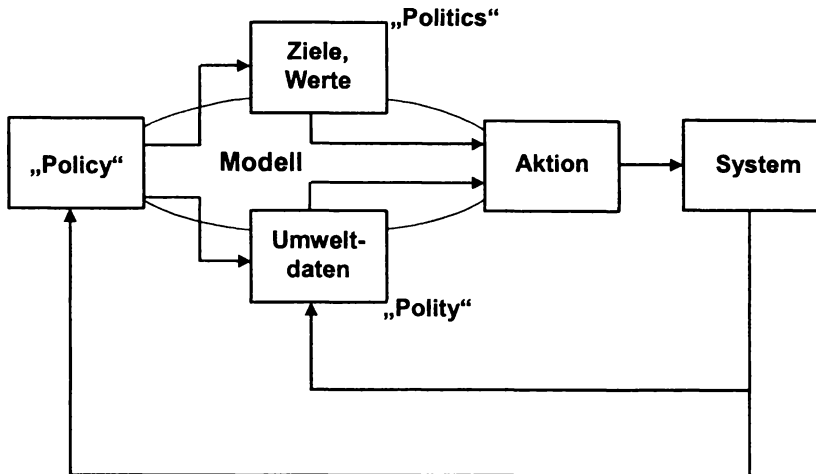 „Politics“
Ziele,
Werte
„Policy“
Modell
Aktion
System
Umwelt-
daten
„Polity“